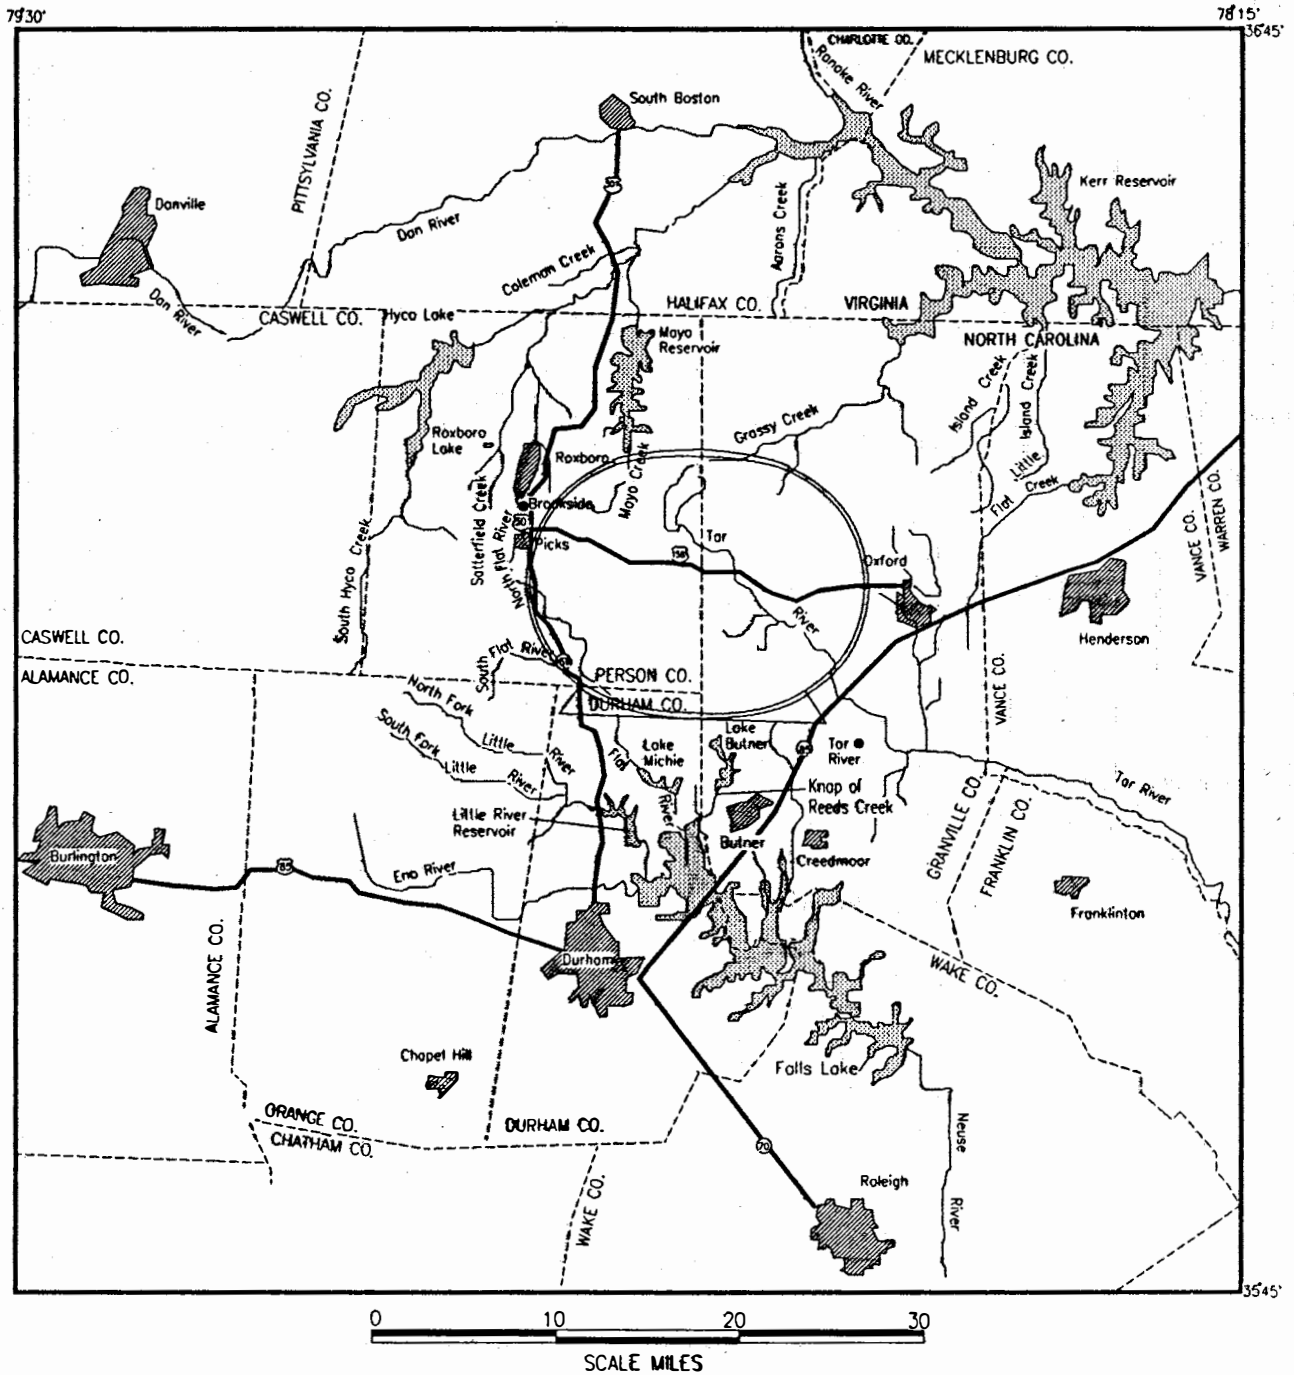 79°30'
78°15'
36°45'
CHARLOTTE CO.
MECKLENBURG CO.
Ronoke River
South Boston
PITTSYLVANIA CO.
Kerr Reservoir
Danville
Aarons Creek
Dan River
Coleman Creek
Dan River
HALIFAX CO.
VIRGINIA
CASWELL CO.
Hyco Lake
NORTH CAROLINA
Mayo
Reservoir
Island Creek
Little
Island Creek
Grassy Creek
Roxboro
Lake
Roxboro
Mayo Creek
Flat Creek
Satterfield Creek
Brookside
North Flat River
Picks
South Hyco Creek
158
Tar
River
Oxford
VANCE CO.
WARREN CO.
Henderson
CASWELL CO.
ALAMANCE CO.
South Flat River
PERSON CO.
DURHAM CO.
VANCE CO.
North Fork
Little
River
South Fork
Little
River
Flat
River
Lake
Michie
Lake
Butner
85
Tar
River
Tar River
Knap of
Reeds Creek
Little River
Reservoir
Butner
Creedmoor
GRANVILLE CO.
FRANKLIN CO.
Burlington
85
Eno River
Franklinton
Durham
WAKE CO.
ALAMANCE CO.
Chapel Hill
Falls Lake
ORANGE CO.
CHATHAM CO.
DURHAM CO.
Neuse
River
70
WAKE CO.
Raleigh
35°45'
0 10 20 30
SCALE MILES